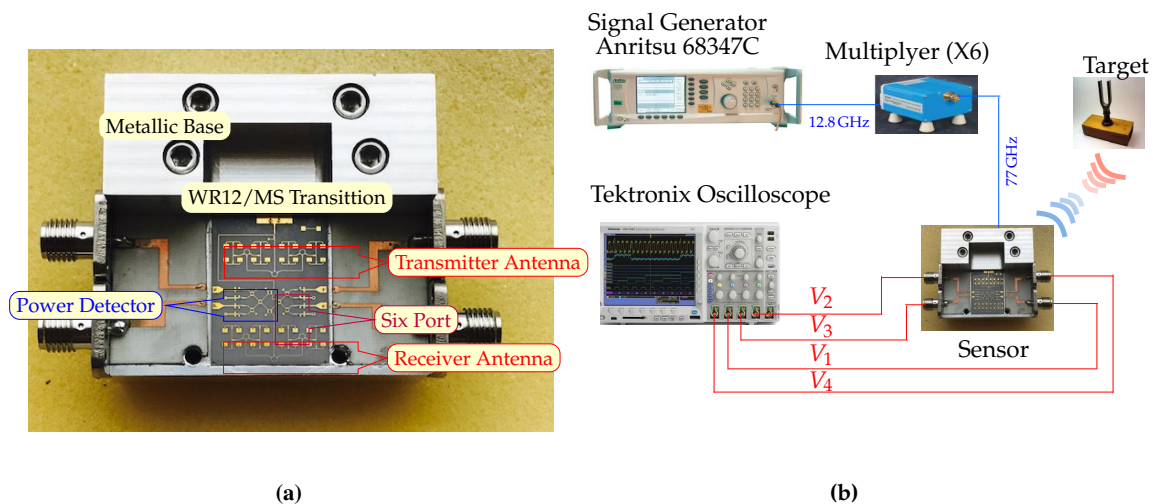 Metallic Base
WR12/MS Transittion
Transmitter Antenna
Power Detector
Six Port
Receiver Antenna
(a)
Signal Generator
Anritsu 68347C
Multiplyer (X6)
Target
12.8 GHz
77 GHz
Tektronix Oscilloscope
V2
V3
V1
V4
Sensor
(b)